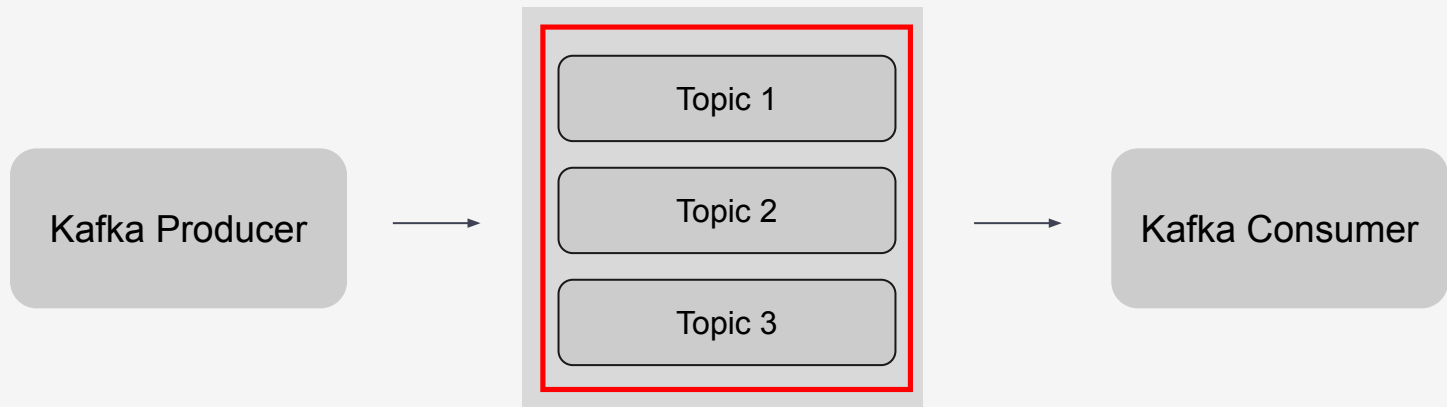 Topic 1
Kafka Producer
Topic 2
Kafka Consumer
Topic 3